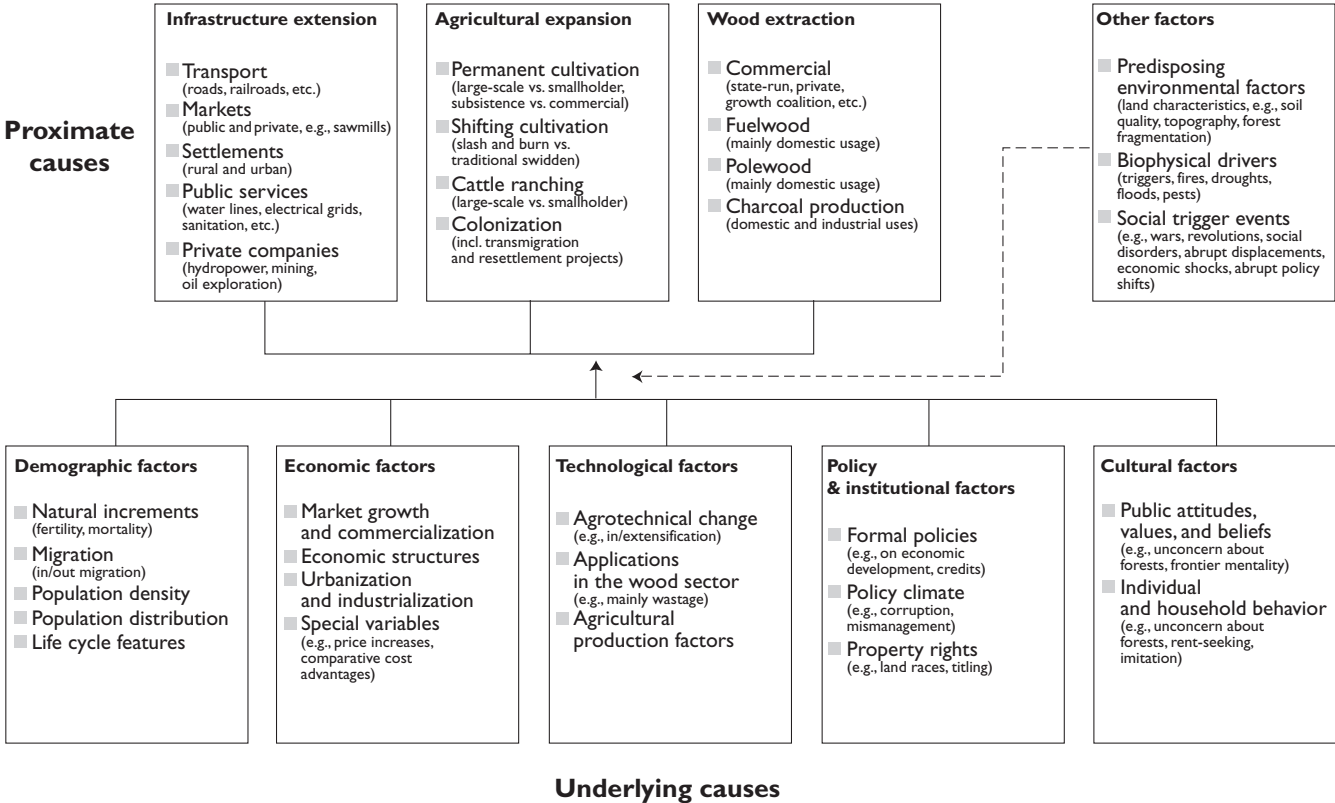 Proximate
causes
Infrastructure extension
Transport
(roads, railroads, etc.)
Markets
(public and private, e.g., sawmills)
Settlements
(rural and urban)
Public services
(water lines, electrical grids,
sanitation, etc.)
Private companies
(hydropower, mining,
oil exploration)
Agricultural expansion
Permanent cultivation
(large-scale vs. smallholder,
subsistence vs. commercial)
Shifting cultivation
(slash and burn vs.
traditional swidden)
Cattle ranching
(large-scale vs. smallholder)
Colonization
(incl. transmigration
and resettlement projects)
Wood extraction
Commercial
(state-run, private,
growth coalition, etc.)
Fuelwood
(mainly domestic usage)
Polewood
(mainly domestic usage)
Charcoal production
(domestic and industrial uses)
Other factors
Predisposing
environmental factors
(land characteristics, e.g., soil
quality, topography, forest
fragmentation)
Biophysical drivers
(triggers, fires, droughts,
floods, pests)
Social trigger events
(e.g., wars, revolutions, social
disorders, abrupt displacements,
economic shocks, abrupt policy
shifts)
Demographic factors
Natural increments
(fertility, mortality)
Migration
(in/out migration)
Population density
Population distribution
Life cycle features
Economic factors
Market growth
and commercialization
Economic structures
Urbanization
and industrialization
Special variables
(e.g., price increases,
comparative cost
advantages)
Technological factors
Agrotechnical change
(e.g., in/extensification)
Applications
in the wood sector
(e.g., mainly wastage)
Agricultural
production factors
Policy
& institutional factors
Formal policies
(e.g., on economic
development, credits)
Policy climate
(e.g., corruption,
mismanagement)
Property rights
(e.g., land races, titling)
Cultural factors
Public attitudes,
values, and beliefs
(e.g., unconcern about
forests, frontier mentality)
Individual
and household behavior
(e.g., unconcern about
forests, rent-seeking,
imitation)
Underlying causes